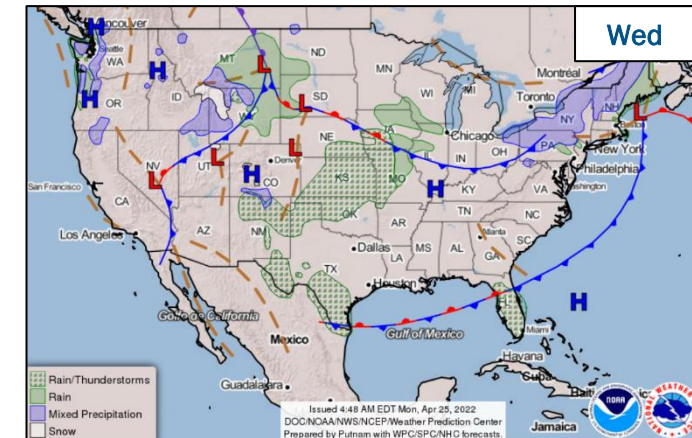 Wed
Vancouver
H
Seattle
WA
MT
ND
L
H
MN
Montréal
H
OR
ID
WY
L
SD
WI
MI
Toronto
NH
NY
Boston
L
IA
Chicago
NE
PA
New York
NV
L
UT
L
Denver
L
IL
IN
OH
Philadelphia
H
CO
KS
MO
H
KY
VA
Washington
San Francisco
CA
OK
TN
NC
AZ
NM
AR
Atlanta
SC
Los Angeles
Dallas
LA
MS
AL
GA
TX
Houston
FL
H
Golfo de California
Gulf of Mexico
Miami
Mexico
Havana
Cuba
Guadalajara
Jamaica
Rain/Thunderstorms
Rain
Mixed Precipitation
Snow
Issued 4:48 AM EDT Mon, Apr 25, 2022
DOC/NOAA/NWS/NCEP/Weather Prediction Center
Prepared by Putnam with WPC/SPC/NHC forecasts.
NOAA